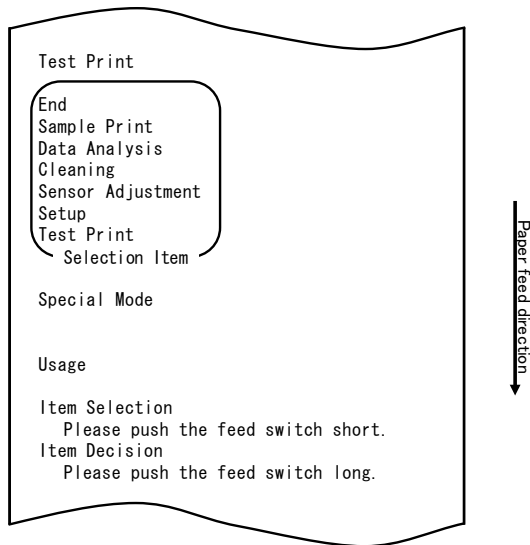 Test Print
End
Sample Print
Data Analysis
Cleaning
Sensor Adjustment
Setup
Test Print
Selection Item
Special Mode
Usage
Item Selection
Please push the feed switch short.
Item Decision
Please push the feed switch long.
Paper feed direction